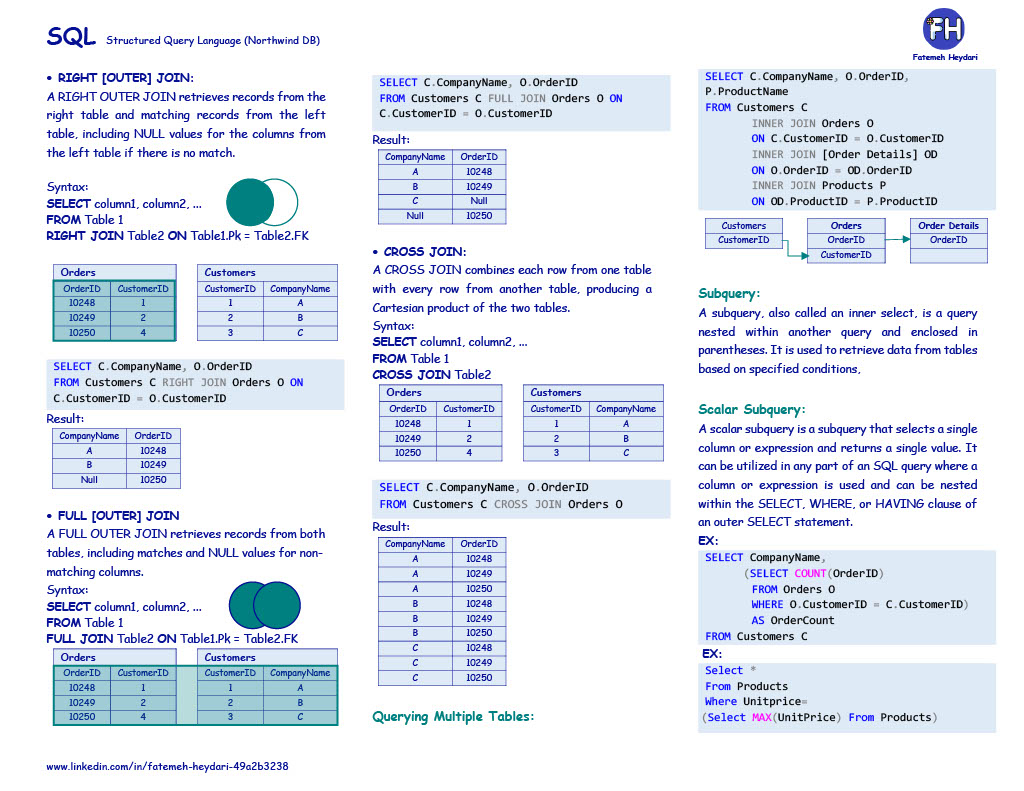 SQL Structured Query Language (Northwind DB)
FH
Fatemeh Heydari
• RIGHT [OUTER] JOIN:
A RIGHT OUTER JOIN retrieves records from the
right table and matching records from the left
table, including NULL values for the columns from
the left table if there is no match.
Syntax:
SELECT column1, column2, ...
FROM Table 1
RIGHT JOIN Table2 ON Table1.Pk = Table2.FK
Orders Customers
OrderID CustomerID CustomerID CompanyName
10248 1 1 A
10249 2 2 B
10250 4 3 C
SELECT C.CompanyName, O.OrderID
FROM Customers C RIGHT JOIN Orders O ON
C.CustomerID = O.CustomerID
Result:
CompanyName OrderID
A 10248
B 10249
Null 10250
• FULL [OUTER] JOIN
A FULL OUTER JOIN retrieves records from both
tables, including matches and NULL values for non-
matching columns.
Syntax:
SELECT column1, column2, ...
FROM Table 1
FULL JOIN Table2 ON Table1.Pk = Table2.FK
Orders Customers
OrderID CustomerID CustomerID CompanyName
10248 1 1 A
10249 2 2 B
10250 4 3 C
SELECT C.CompanyName, O.OrderID
FROM Customers C FULL JOIN Orders O ON
C.CustomerID = O.CustomerID
Result:
CompanyName OrderID
A 10248
B 10249
C Null
Null 10250
• CROSS JOIN:
A CROSS JOIN combines each row from one table
with every row from another table, producing a
Cartesian product of the two tables.
Syntax:
SELECT column1, column2, ...
FROM Table 1
CROSS JOIN Table2
Orders Customers
OrderID CustomerID CustomerID CompanyName
10248 1 1 A
10249 2 2 B
10250 4 3 C
SELECT C.CompanyName, O.OrderID
FROM Customers C CROSS JOIN Orders O
Result:
CompanyName OrderID
A 10248
A 10249
A 10250
B 10248
B 10249
B 10250
C 10248
C 10249
C 10250
Querying Multiple Tables:
SELECT C.CompanyName, O.OrderID,
P.ProductName
FROM Customers C
INNER JOIN Orders O
ON C.CustomerID = O.CustomerID
INNER JOIN [Order Details] OD
ON O.OrderID = OD.OrderID
INNER JOIN Products P
ON OD.ProductID = P.ProductID
Customers Orders Order Details
CustomerID OrderID OrderID
CustomerID
Subquery:
A subquery, also called an inner select, is a query
nested within another query and enclosed in
parentheses. It is used to retrieve data from tables
based on specified conditions,
Scalar Subquery:
A scalar subquery is a subquery that selects a single
column or expression and returns a single value. It
can be utilized in any part of an SQL query where a
column or expression is used and can be nested
within the SELECT, WHERE, or HAVING clause of
an outer SELECT statement.
EX:
SELECT CompanyName,
(SELECT COUNT(OrderID)
FROM Orders O
WHERE O.CustomerID = C.CustomerID)
AS OrderCount
FROM Customers C
EX:
Select *
From Products
Where Unitprice=
(Select MAX(UnitPrice) From Products)
www.linkedin.com/in/fatemeh-heydari-49a2b3238